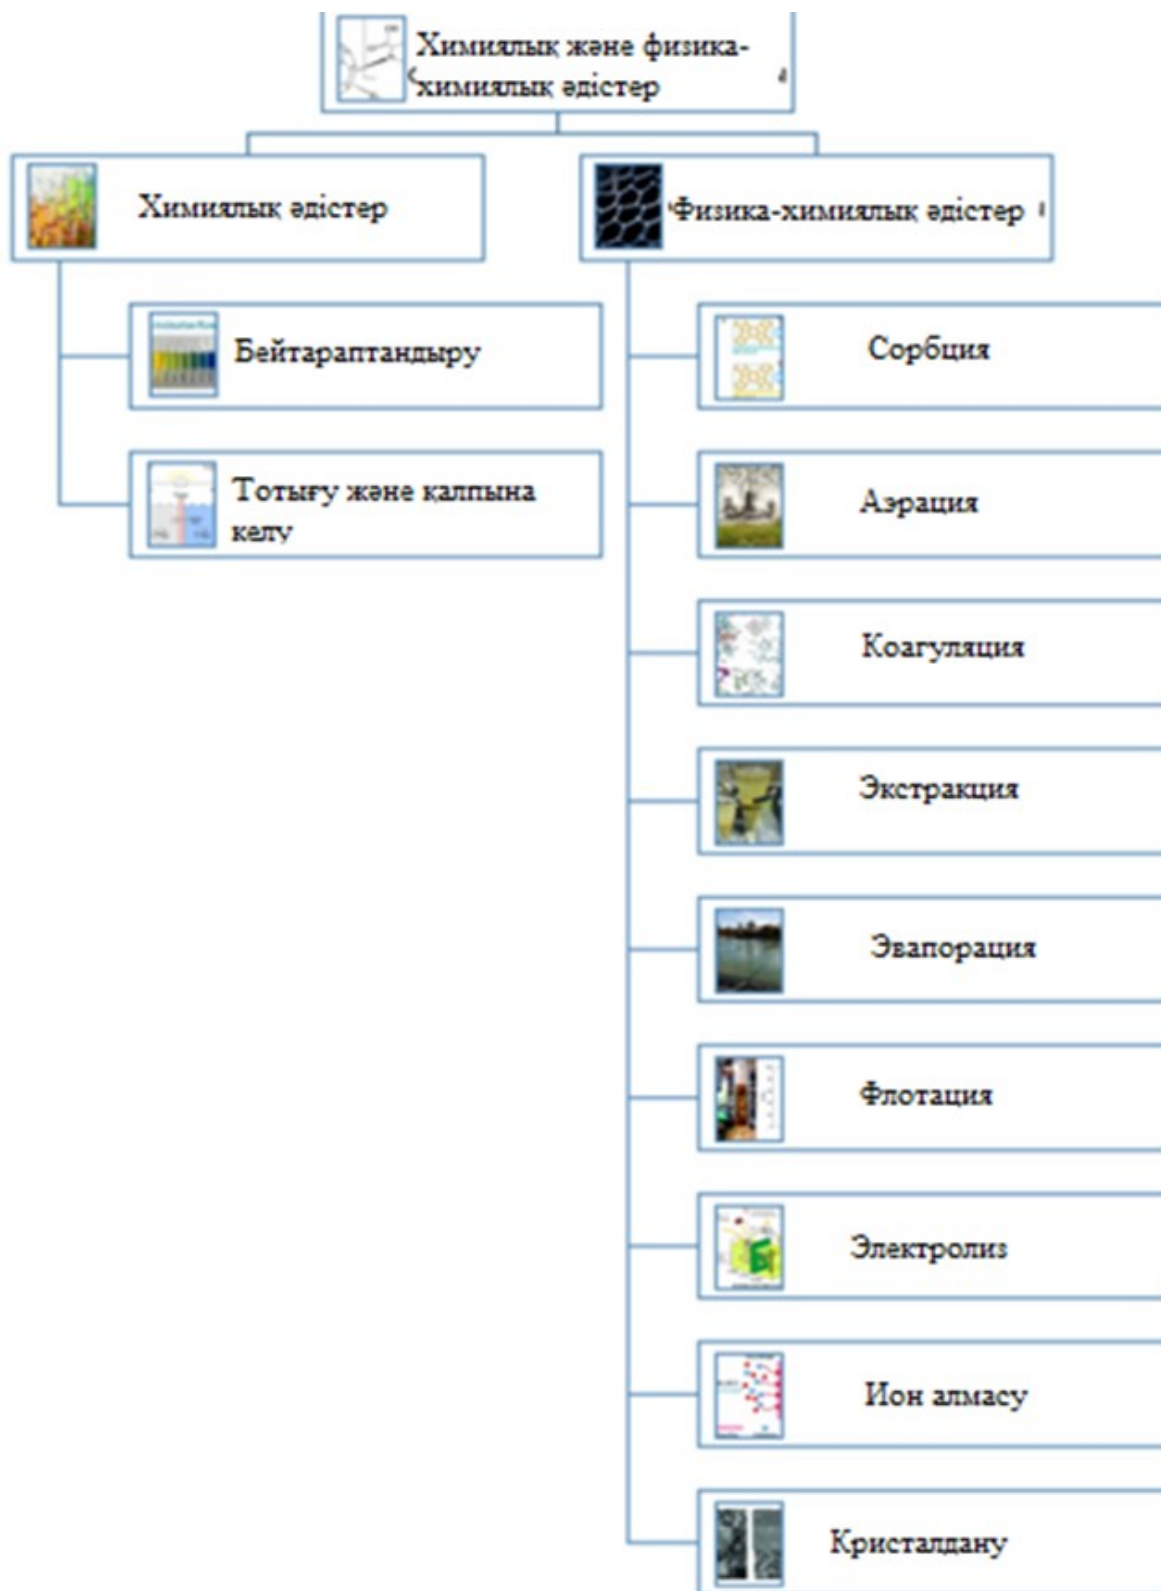 Химиялық және физика-
химиялық әдістер
Химиялық әдістер
Бейтараптандыру
Тотығу және қалпына
келу
Физика-химиялық әдістер
Сорбция
Аэрация
Коагуляция
Экстракция
Эвапорация
Флотация
Электролиз
Ион алмасу
Кристалдану